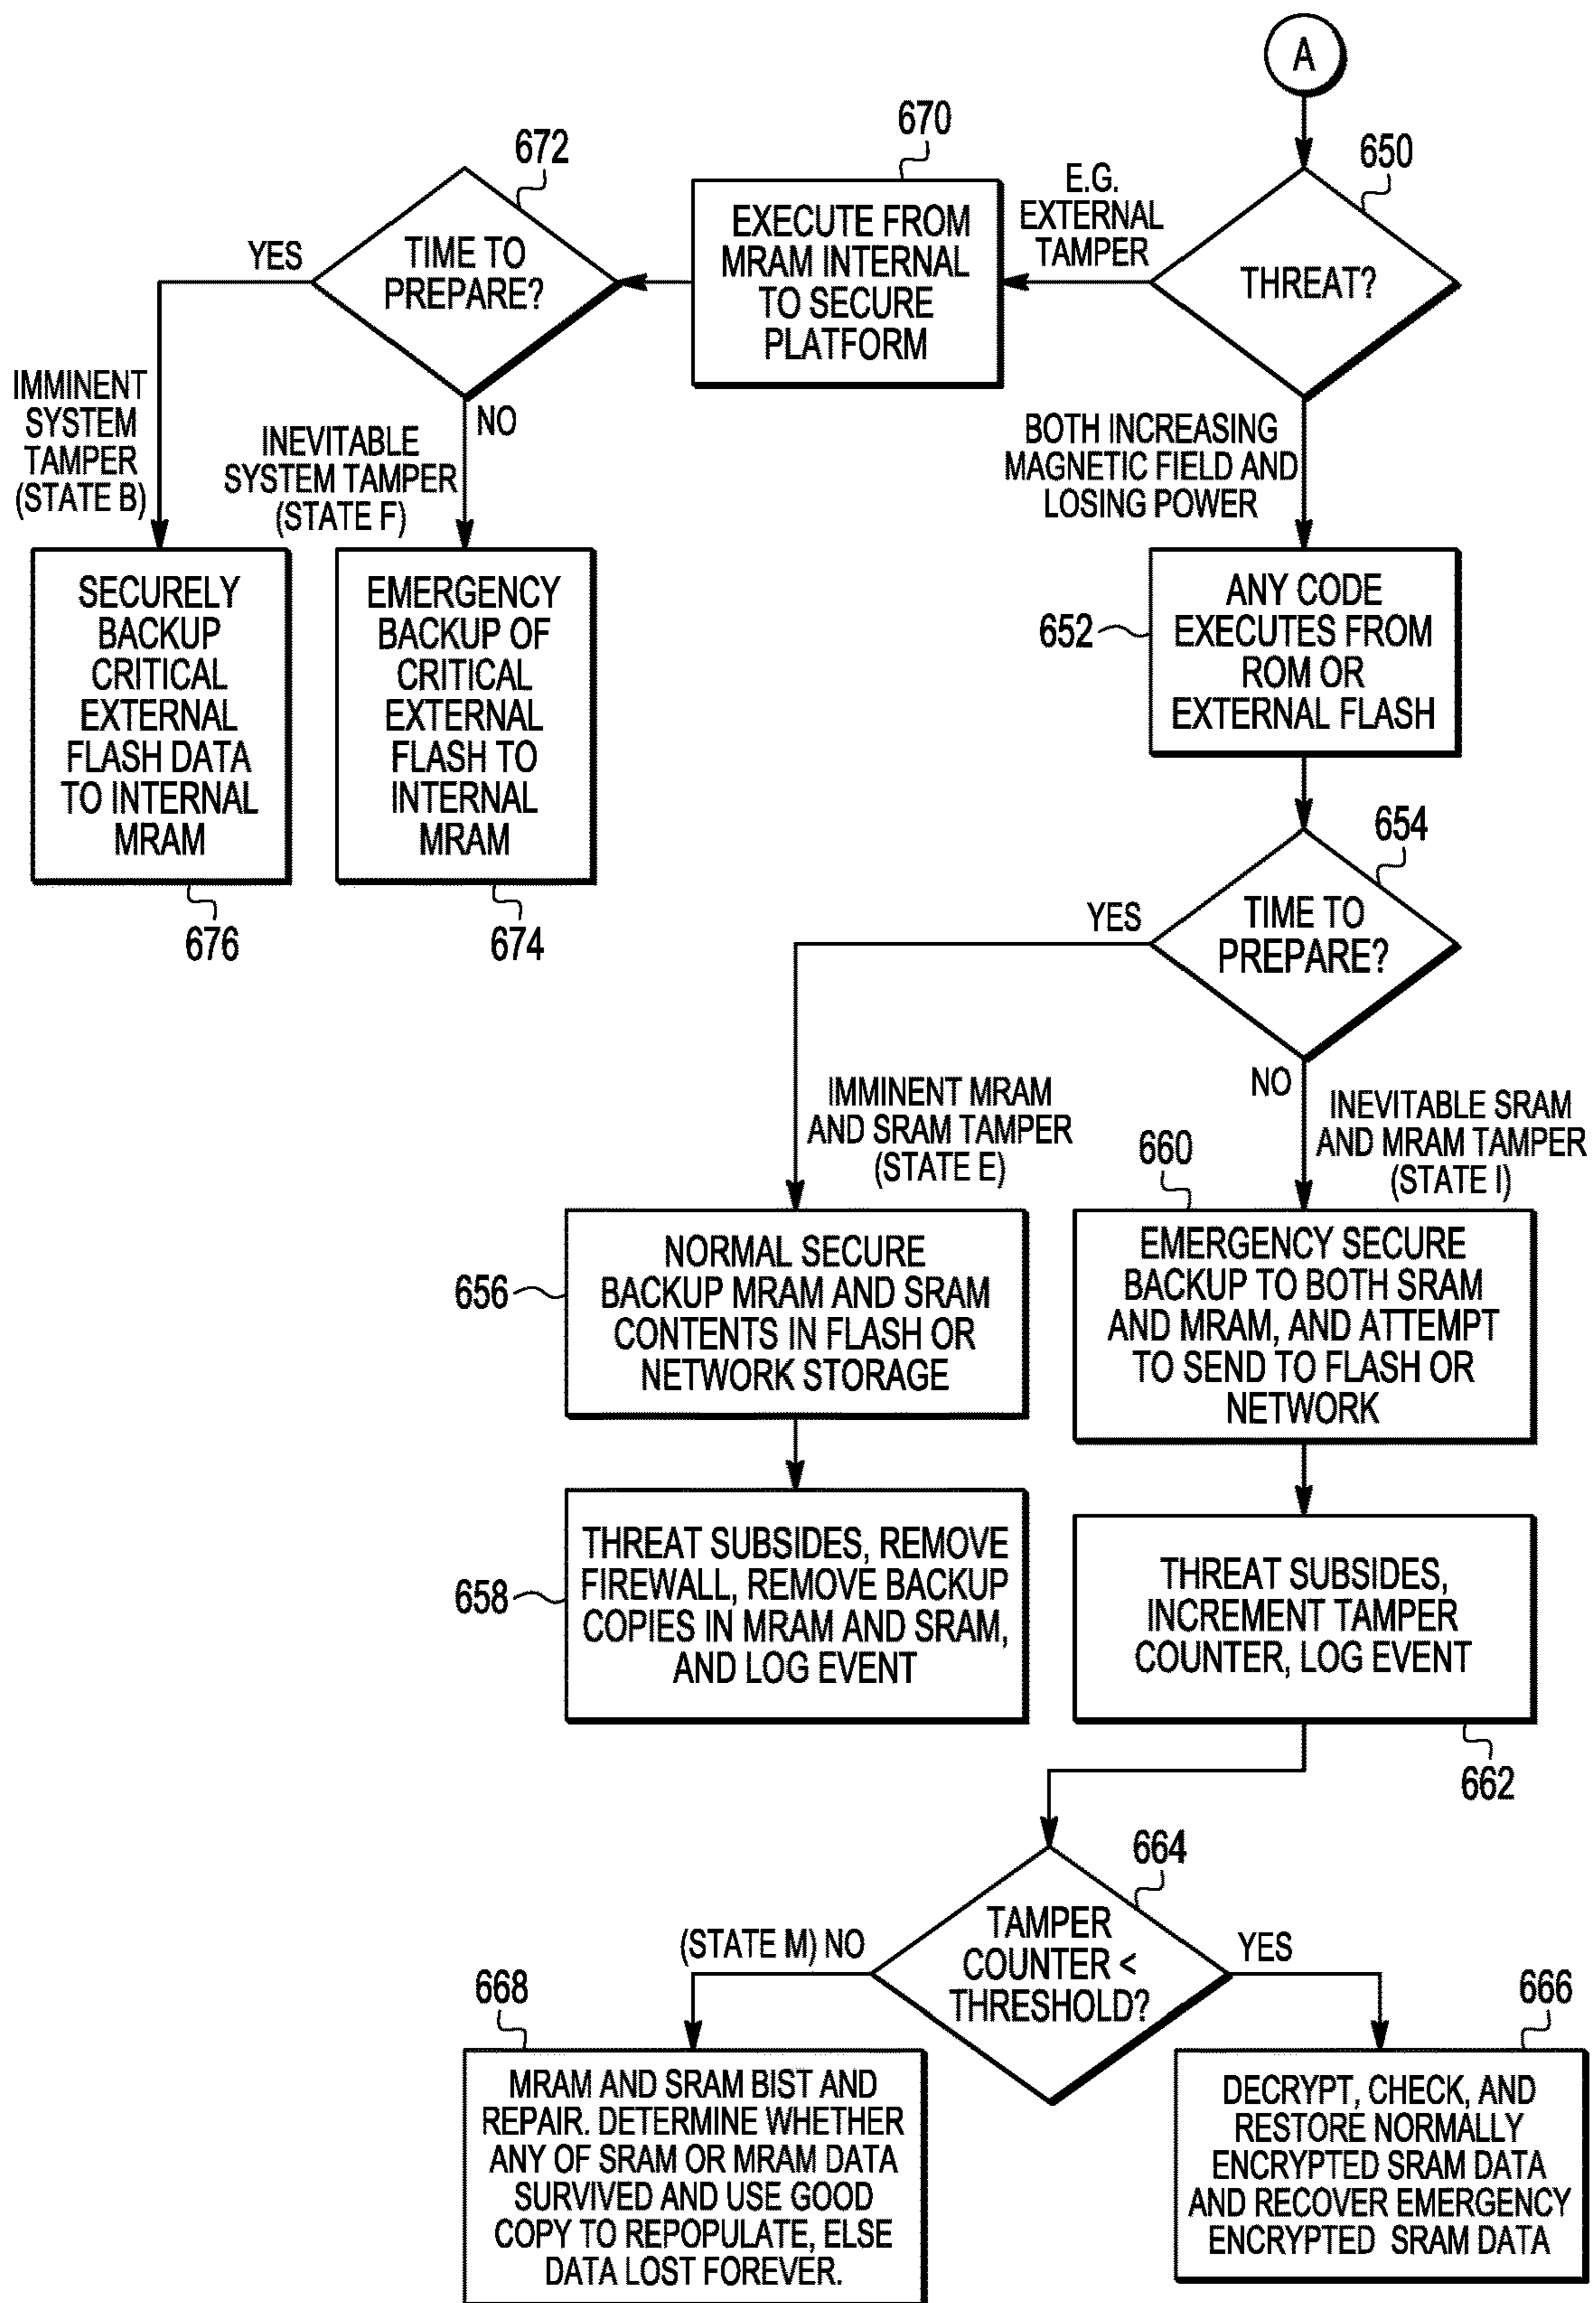 A
650
THREAT?
E.G.
EXTERNAL
TAMPER
670
EXECUTE FROM
MRAM INTERNAL
TO SECURE
PLATFORM
672
TIME TO
PREPARE?
YES
IMMINENT
SYSTEM
TAMPER
(STATE B)
NO
INEVITABLE
SYSTEM TAMPER
(STATE F)
SECURELY
BACKUP
CRITICAL
EXTERNAL
FLASH DATA
TO INTERNAL
MRAM
676
EMERGENCY
BACKUP OF
CRITICAL
EXTERNAL
FLASH TO
INTERNAL
MRAM
674
BOTH INCREASING
MAGNETIC FIELD AND
LOSING POWER
652
ANY CODE
EXECUTES FROM
ROM OR
EXTERNAL FLASH
654
TIME TO
PREPARE?
YES
IMMINENT MRAM
AND SRAM TAMPER
(STATE E)
NO
INEVITABLE SRAM
AND MRAM TAMPER
(STATE I)
656
NORMAL SECURE
BACKUP MRAM AND SRAM
CONTENTS IN FLASH OR
NETWORK STORAGE
658
THREAT SUBSIDES, REMOVE
FIREWALL, REMOVE BACKUP
COPIES IN MRAM AND SRAM,
AND LOG EVENT
660
EMERGENCY SECURE
BACKUP TO BOTH SRAM
AND MRAM, AND ATTEMPT
TO SEND TO FLASH OR
NETWORK
THREAT SUBSIDES,
INCREMENT TAMPER
COUNTER, LOG EVENT
662
664
TAMPER
COUNTER <
THRESHOLD?
(STATE M) NO
YES
668
MRAM AND SRAM BIST AND
REPAIR. DETERMINE WHETHER
ANY OF SRAM OR MRAM DATA
SURVIVED AND USE GOOD
COPY TO REPOPULATE, ELSE
DATA LOST FOREVER.
666
DECRYPT, CHECK, AND
RESTORE NORMALLY
ENCRYPTED SRAM DATA
AND RECOVER EMERGENCY
ENCRYPTED SRAM DATA